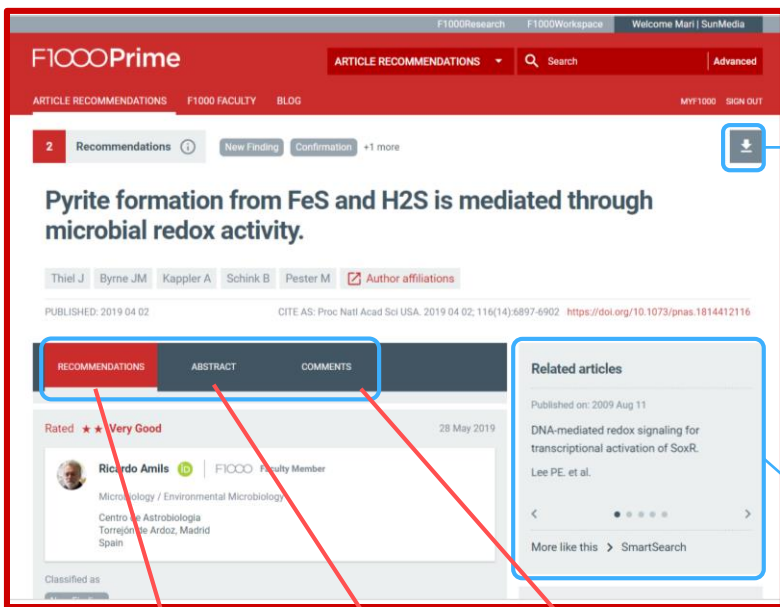 F1000Research F1000Workspace Welcome Mari | SunMedia
F1000Prime ARTICLE RECOMMENDATIONS Search Advanced
ARTICLE RECOMMENDATIONS F1000 FACULTY BLOG MYF1000 SIGN OUT
2 Recommendations New Finding Confirmation +1 more
Pyrite formation from FeS and H2S is mediated through
microbial redox activity.
Thiel J Byrne JM Kappler A Schink B Pester M Author affiliations
PUBLISHED: 2019 04 02 CITE AS: Proc Natl Acad Sci USA. 2019 04 02; 116(14):6897-6902 https://doi.org/10.1073/pnas.1814412116
RECOMMENDATIONS ABSTRACT COMMENTS
Rated ★ ★ Very Good 28 May 2019
Ricardo Amils iD F1000 Faculty Member
Microbiology / Environmental Microbiology
Centro de Astrobiologia
Torrejón de Ardoz, Madrid
Spain
Classified as
Related articles
Published on: 2009 Aug 11
DNA-mediated redox signaling for
transcriptional activation of SoxR.
Lee PE. et al.
More like this > SmartSearch